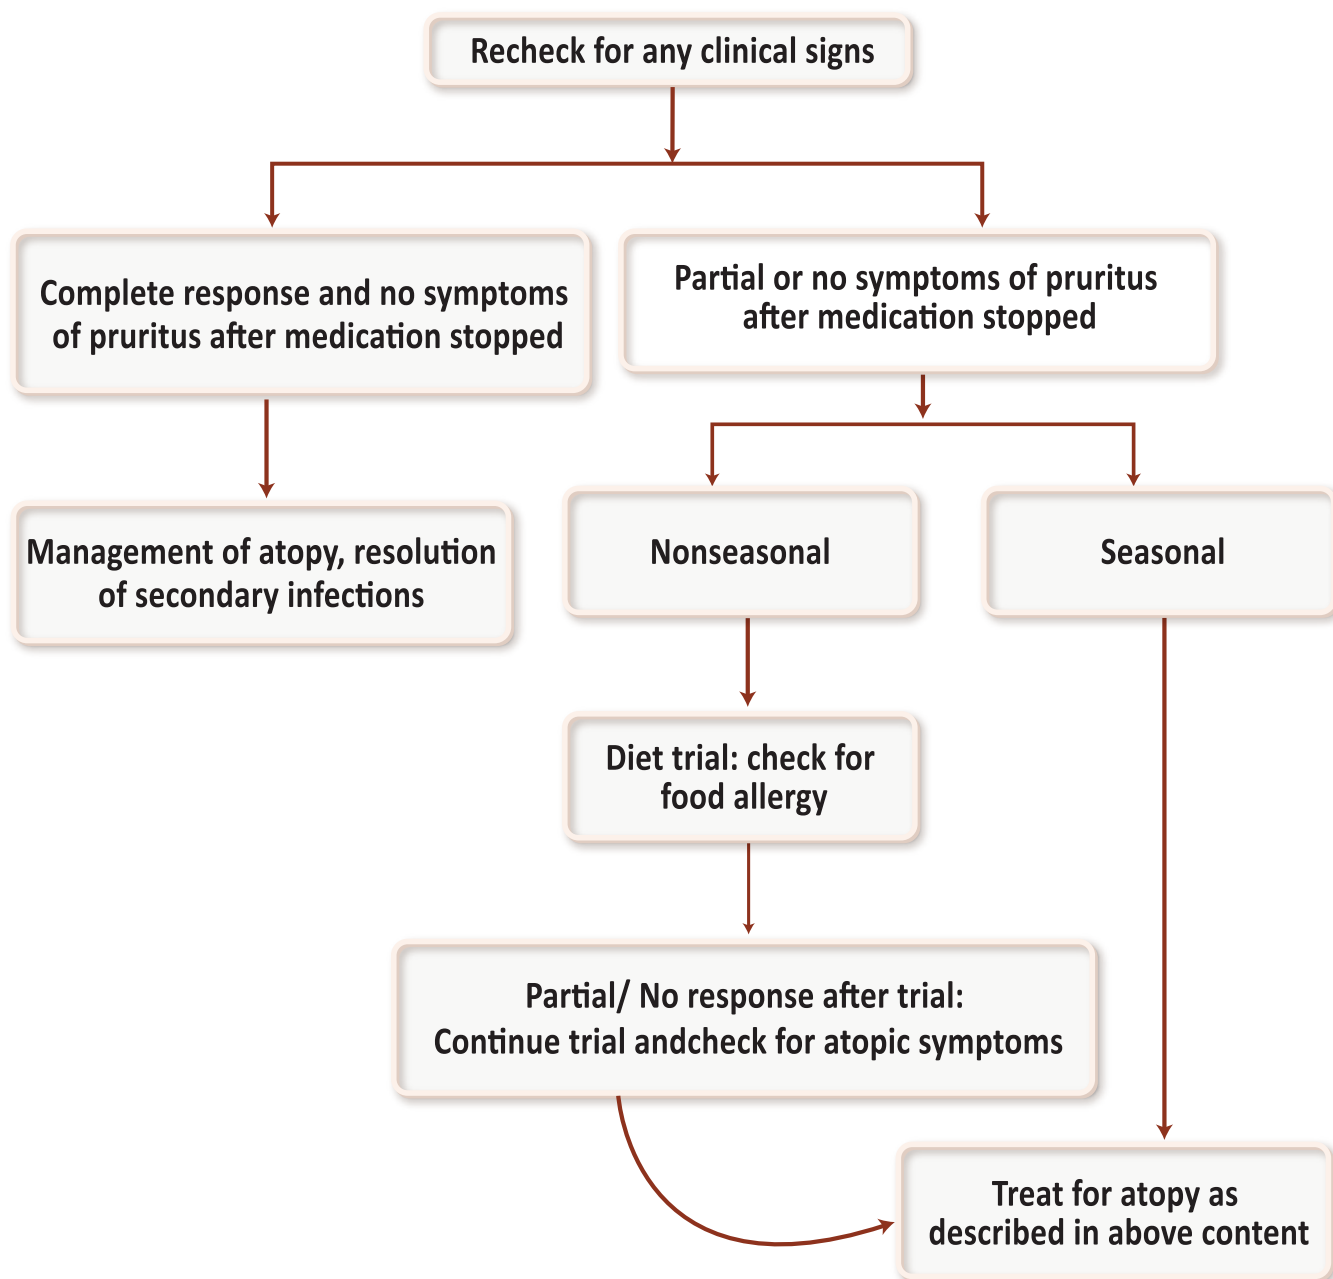 Recheck for any clinical signs
Complete response and no symptoms
of pruritus after medication stopped
Partial or no symptoms of pruritus
after medication stopped
Management of atopy, resolution
of secondary infections
Nonseasonal
Seasonal
Diet trial: check for
food allergy
Partial/ No response after trial:
Continue trial andcheck for atopic symptoms
Treat for atopy as
described in above content